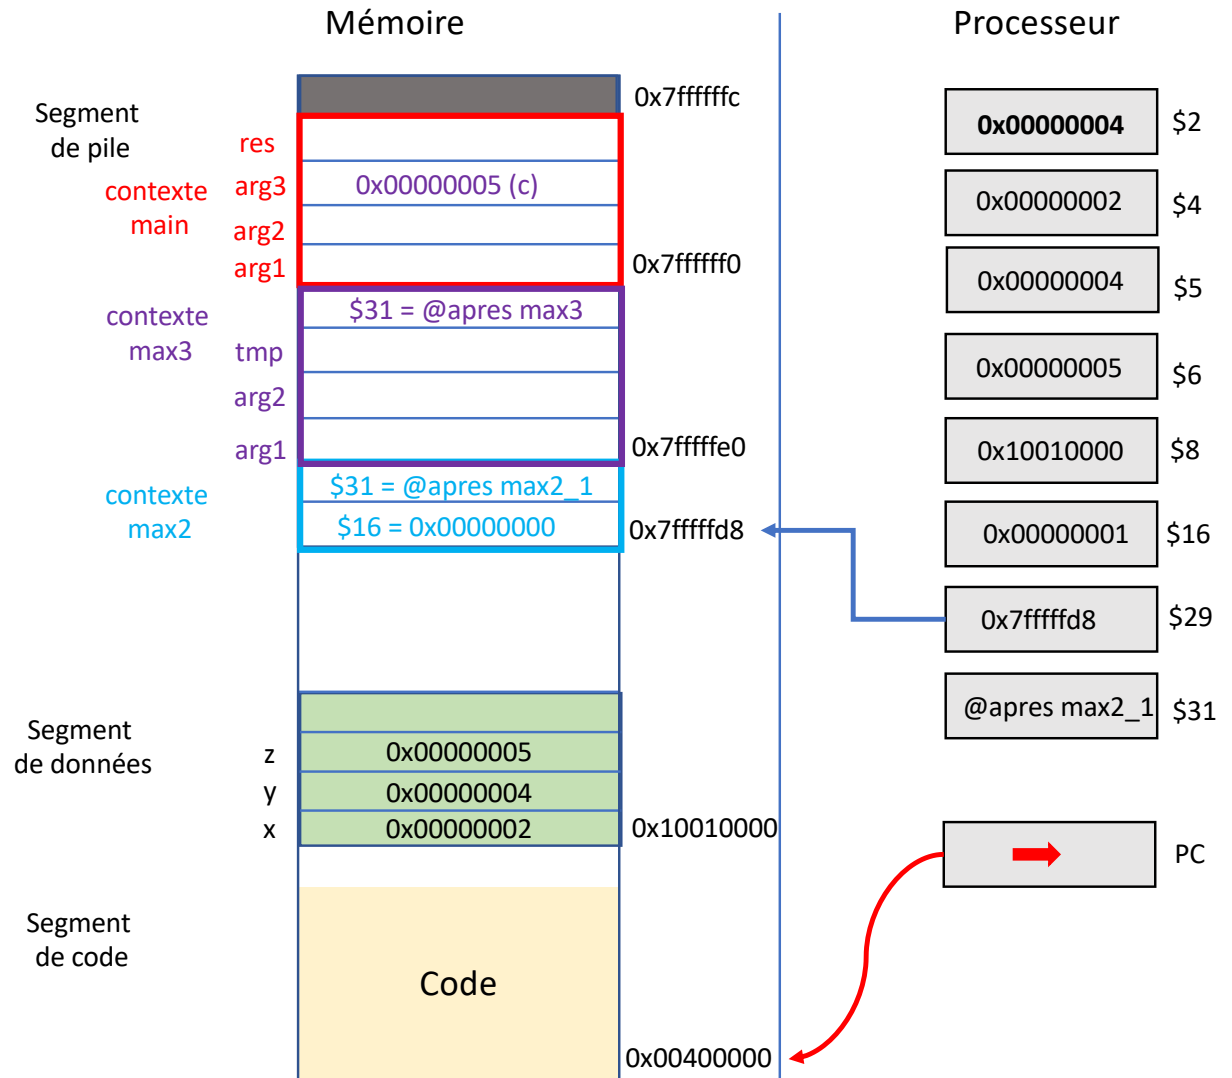 Mémoire
Processeur
0x7ffffffc
Segment
de pile
0x00000004
$2
res
contexte
main
arg3
0x00000005 (c)
0x00000002
$4
arg2
arg1
0x7ffffff0
0x00000004
$5
contexte
max3
$31 = @apres max3
tmp
0x00000005
$6
arg2
arg1
0x7fffffe0
0x10010000
$8
contexte
max2
$31 = @apres max2_1
$16 = 0x00000000
0x7fffffd8
0x00000001
$16
0x7fffffd8
$29
@apres max2_1
$31
Segment
de données
z
0x00000005
y
0x00000004
x
0x00000002
0x10010000
PC
Segment
de code
Code
0x00400000